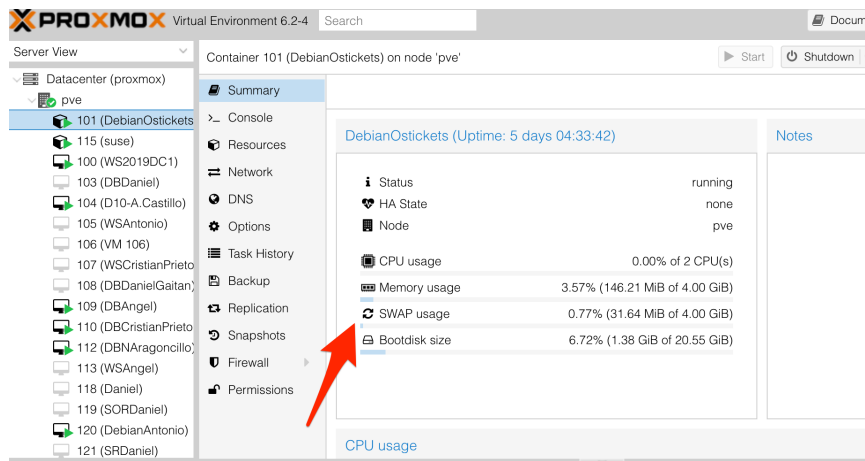 PROXMOX Virtual Environment 6.2-4 Search Docum
Server View
Datacenter (proxmox)
pve
101 (DebianOstickets
115 (suse)
100 (WS2019DC1)
103 (DBDaniel)
104 (D10-A.Castillo)
105 (WSAntonio)
106 (VM 106)
107 (WSCristianPrieto
108 (DBDanielGaitan)
109 (DBAngel)
110 (DBCristianPrieto
112 (DBNAragoncillo)
113 (WSAngel)
118 (Daniel)
119 (SORDaniel)
120 (DebianAntonio)
121 (SRDaniel)
Container 101 (DebianOstickets) on node 'pve' Start Shutdown
Summary
Console
Resources
Network
DNS
Options
Task History
Backup
Replication
Snapshots
Firewall
Permissions
DebianOstickets (Uptime: 5 days 04:33:42)
Status running
HA State none
Node pve
CPU usage 0.00% of 2 CPU(s)
Memory usage 3.57% (146.21 MiB of 4.00 GiB)
SWAP usage 0.77% (31.64 MiB of 4.00 GiB)
Bootdisk size 6.72% (1.38 GiB of 20.55 GiB)
CPU usage
Notes